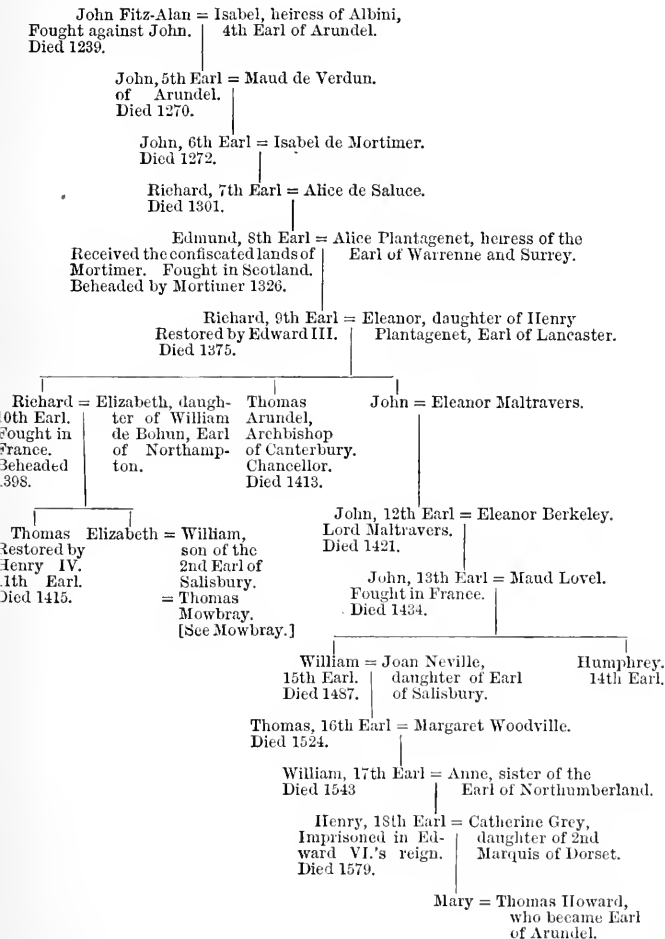 John Fitz-Alan = Isabel, heiress of Albini,
Fought against John. 4th Earl of Arundel.
Died 1239.
John, 5th Earl = Maud de Verdun.
of Arundel.
Died 1270.
John, 6th Earl = Isabel de Mortimer.
Died 1272.
Richard, 7th Earl = Alice de Saluce.
Died 1301.
Edmund, 8th Earl = Alice Plantagenet, heiress of the
Received the confiscated lands of Earl of Warrenne and Surrey.
Mortimer. Fought in Scotland.
Beheaded by Mortimer 1326.
Richard, 9th Earl = Eleanor, daughter of Henry
Restored by Edward III. Plantagenet, Earl of Lancaster.
Died 1375.
Richard = Elizabeth, daugh-
0th Earl. ter of William
Fought in de Bohun, Earl
France. of Northamp-
Beheaded ton.
.398.
Thomas
Arundel,
Archbishop
of Canterbury.
Chancellor.
Died 1413.
John = Eleanor Maltravers.
Thomas
Restored by
Henry IV.
.1th Earl.
Died 1415.
Elizabeth = William,
son of the
2nd Earl of
Salisbury.
= Thomas
Mowbray.
[See Mowbray.]
John, 12th Earl = Eleanor Berkeley.
Lord Maltravers.
Died 1421.
John, 13th Earl = Maud Lovel.
Fought in France.
Died 1434.
William = Joan Neville,
15th Earl. daughter of Earl
Died 1487. of Salisbury.
Humphrey.
14th Earl.
Thomas, 16th Earl = Margaret Woodville.
Died 1524.
William, 17th Earl = Anne, sister of the
Died 1543 Earl of Northumberland.
Henry, 18th Earl = Catherine Grey,
Imprisoned in Ed- daughter of 2nd
ward VI.'s reign. Marquis of Dorset.
Died 1579.
Mary = Thomas Howard,
who became Earl
of Arundel.